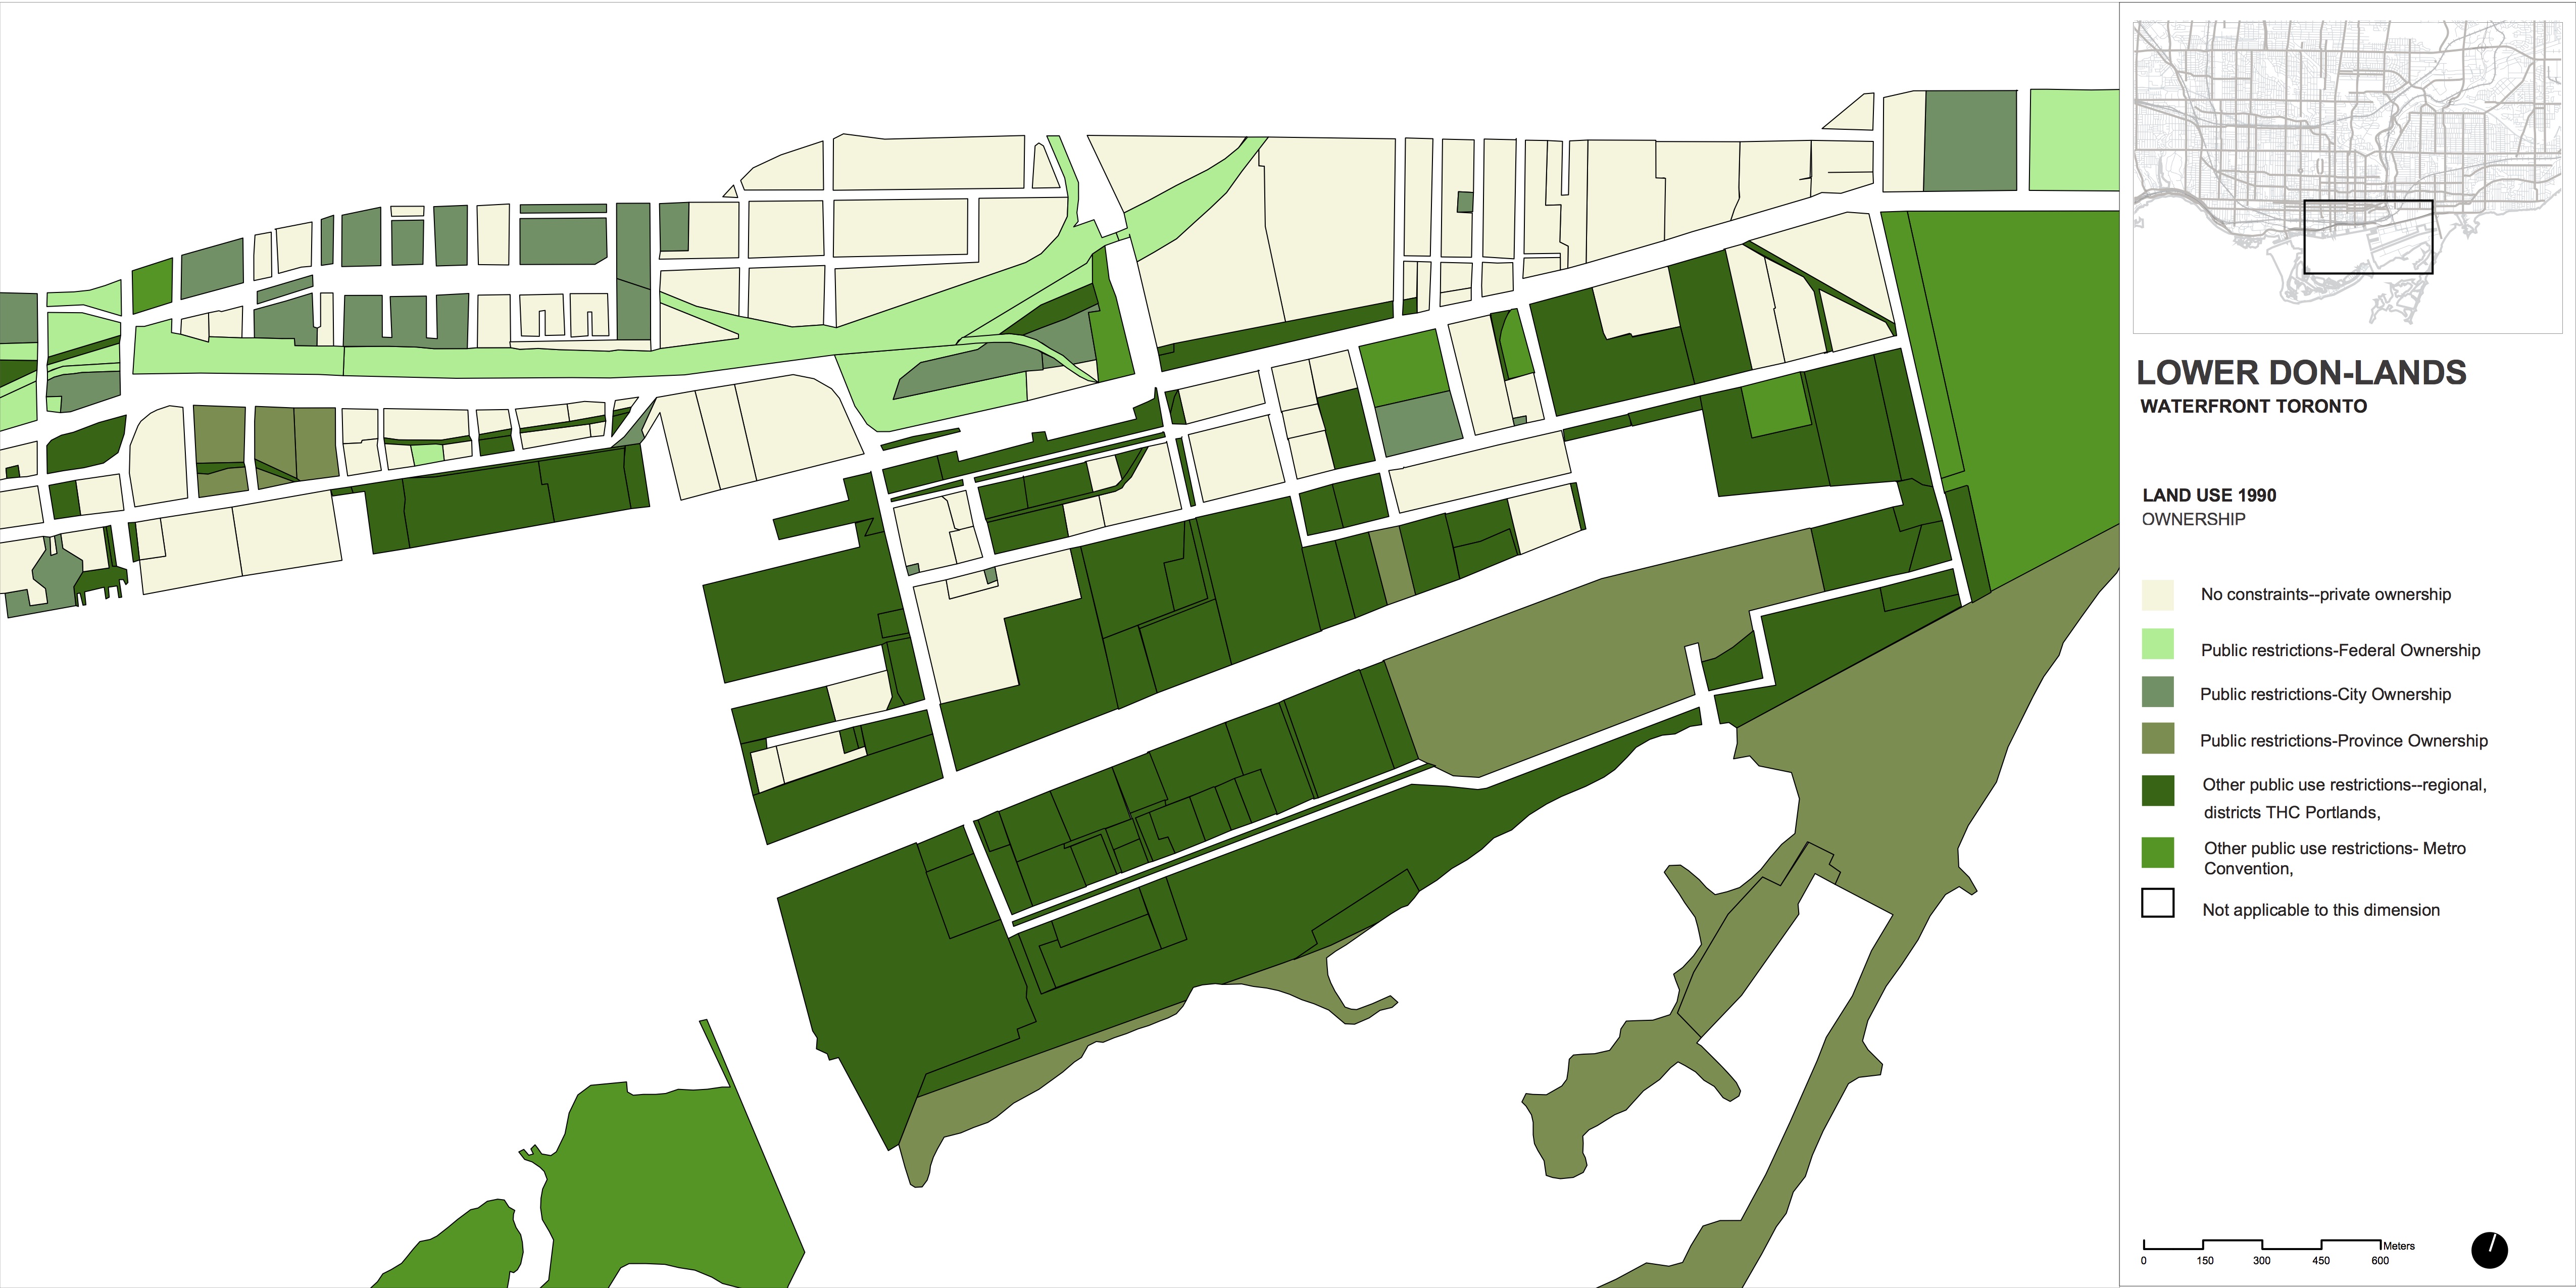 LOWER DON-LANDS
WATERFRONT TORONTO
LAND USE 1990
OWNERSHIP
No constraints--private ownership
Public restrictions-Federal Ownership
Public restrictions-City Ownership
Public restrictions-Province Ownership
Other public use restrictions--regional,
districts THC Portlands,
Other public use restrictions- Metro
Convention,
Not applicable to this dimension
Meters
0 150 300 450 600